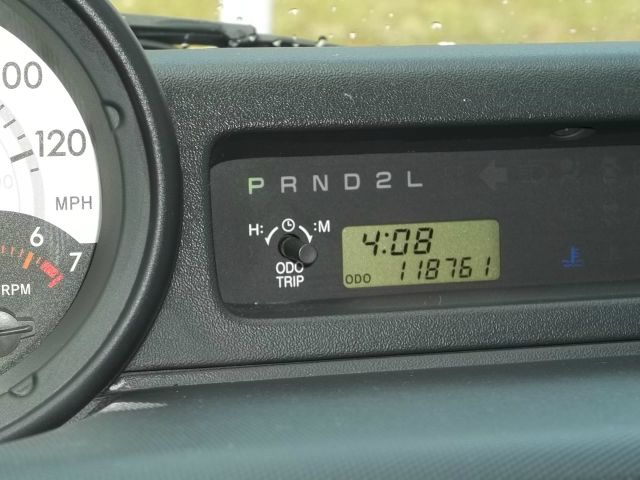 00
120
MPH
6
7
RPM
P R N D 2 L
H: :M
ODO
TRIP
4:08
ODO 118761